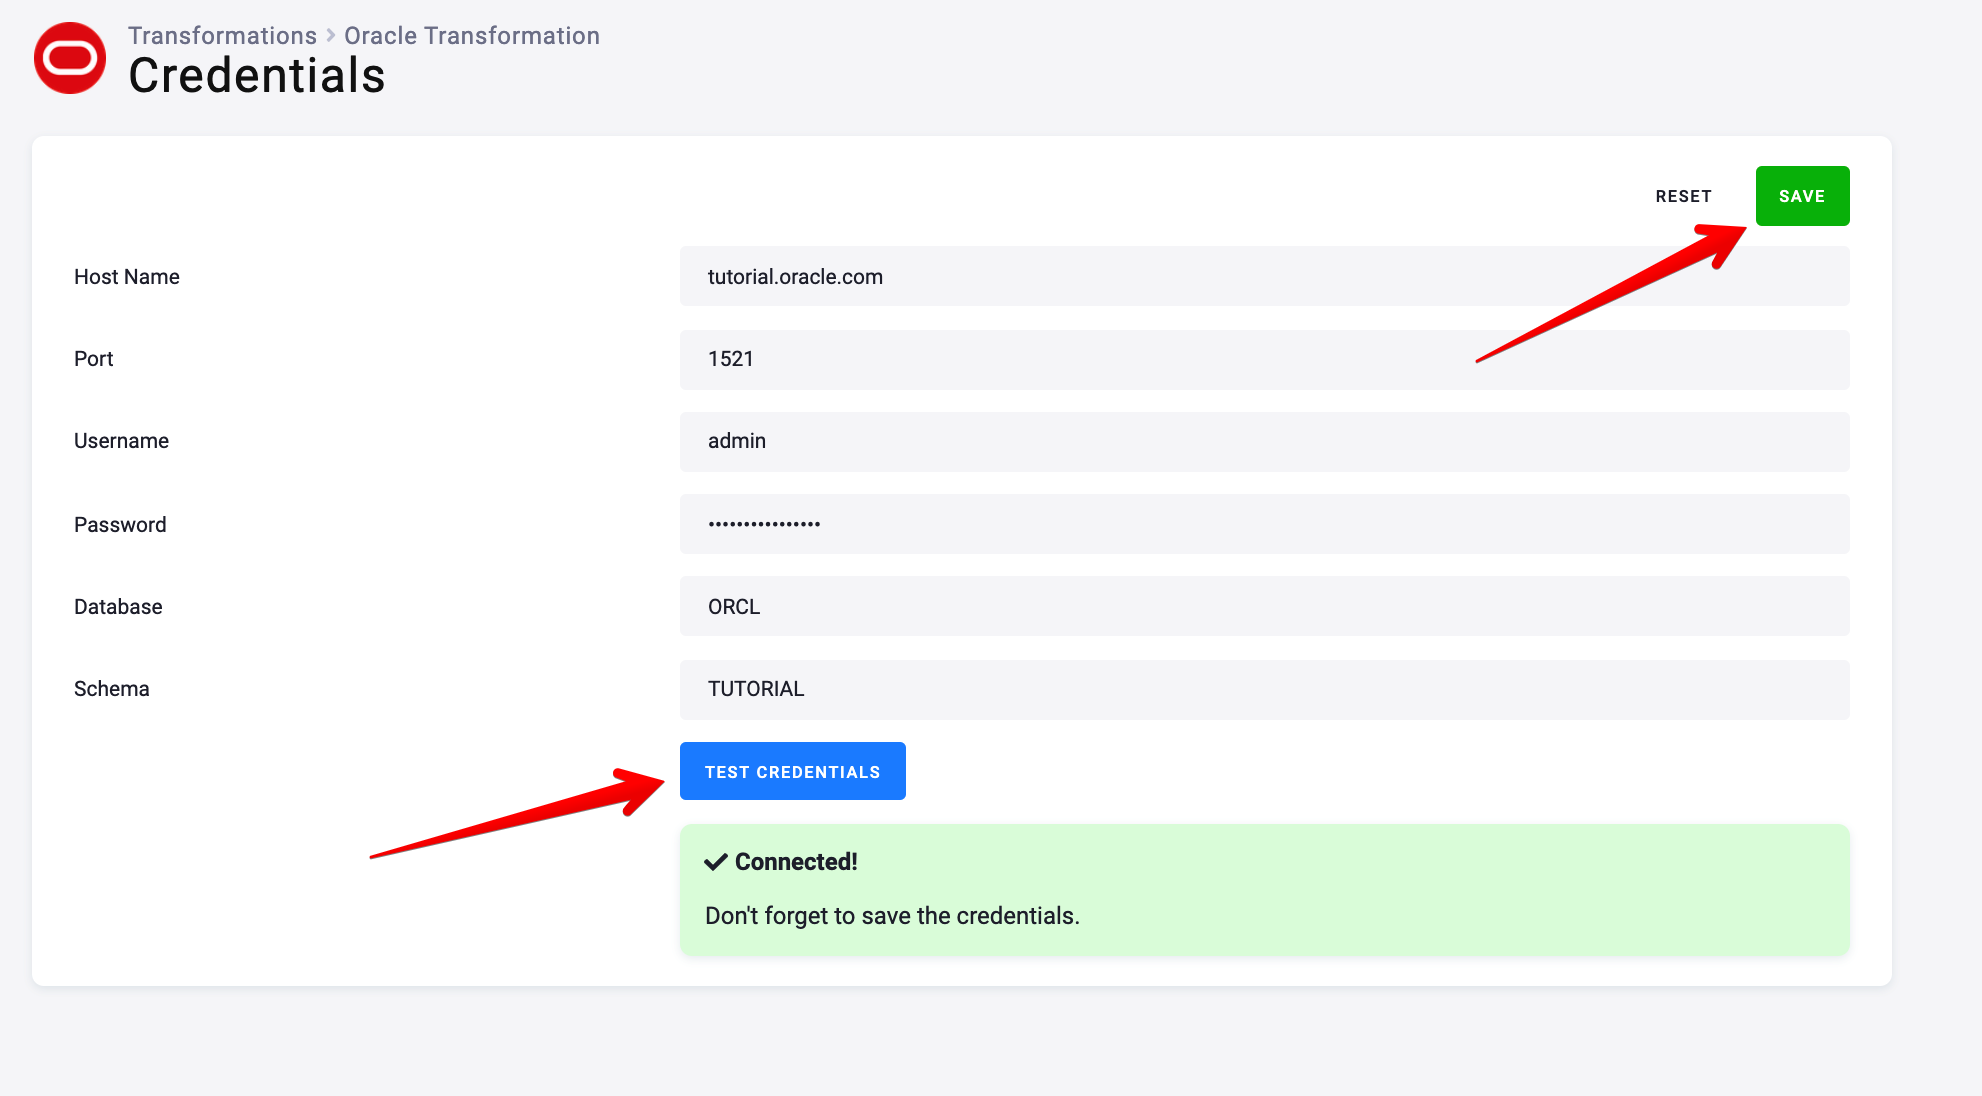 Transformations > Oracle Transformation
Credentials
RESET SAVE
Host Name tutorial.oracle.com
Port 1521
Username admin
Password ••••••••••••••••
Database ORCL
Schema TUTORIAL
TEST CREDENTIALS
✔ Connected!
Don't forget to save the credentials.